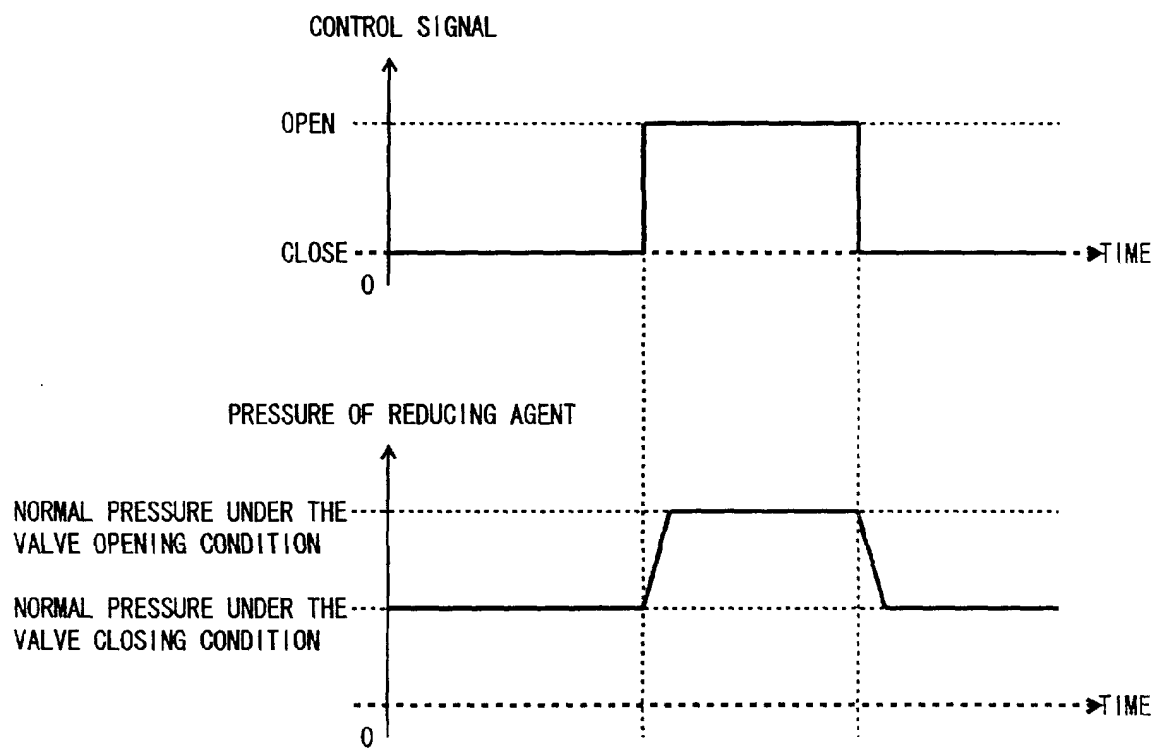 CONTROL SIGNAL
OPEN
CLOSE
TIME
0
PRESSURE OF REDUCING AGENT
NORMAL PRESSURE UNDER THE
VALVE OPENING CONDITION
NORMAL PRESSURE UNDER THE
VALVE CLOSING CONDITION
TIME
0